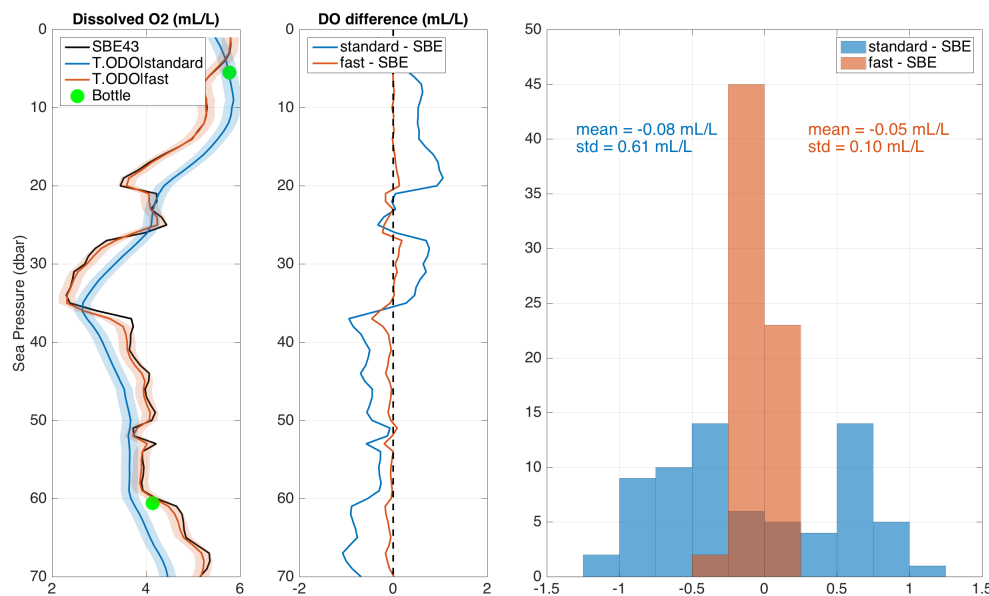 Dissolved O2 (mL/L)
SBE43
T.ODO|standard
T.ODO|fast
Bottle
Sea Pressure (dbar)
0
10
20
30
40
50
60
70
2
4
6
DO difference (mL/L)
standard - SBE
fast - SBE
0
10
20
30
40
50
60
70
-2
0
2
standard - SBE
fast - SBE
mean = -0.08 mL/L
std = 0.61 mL/L
mean = -0.05 mL/L
std = 0.10 mL/L
50
45
40
35
30
25
20
15
10
5
0
-1.5
-1
-0.5
0
0.5
1
1.5